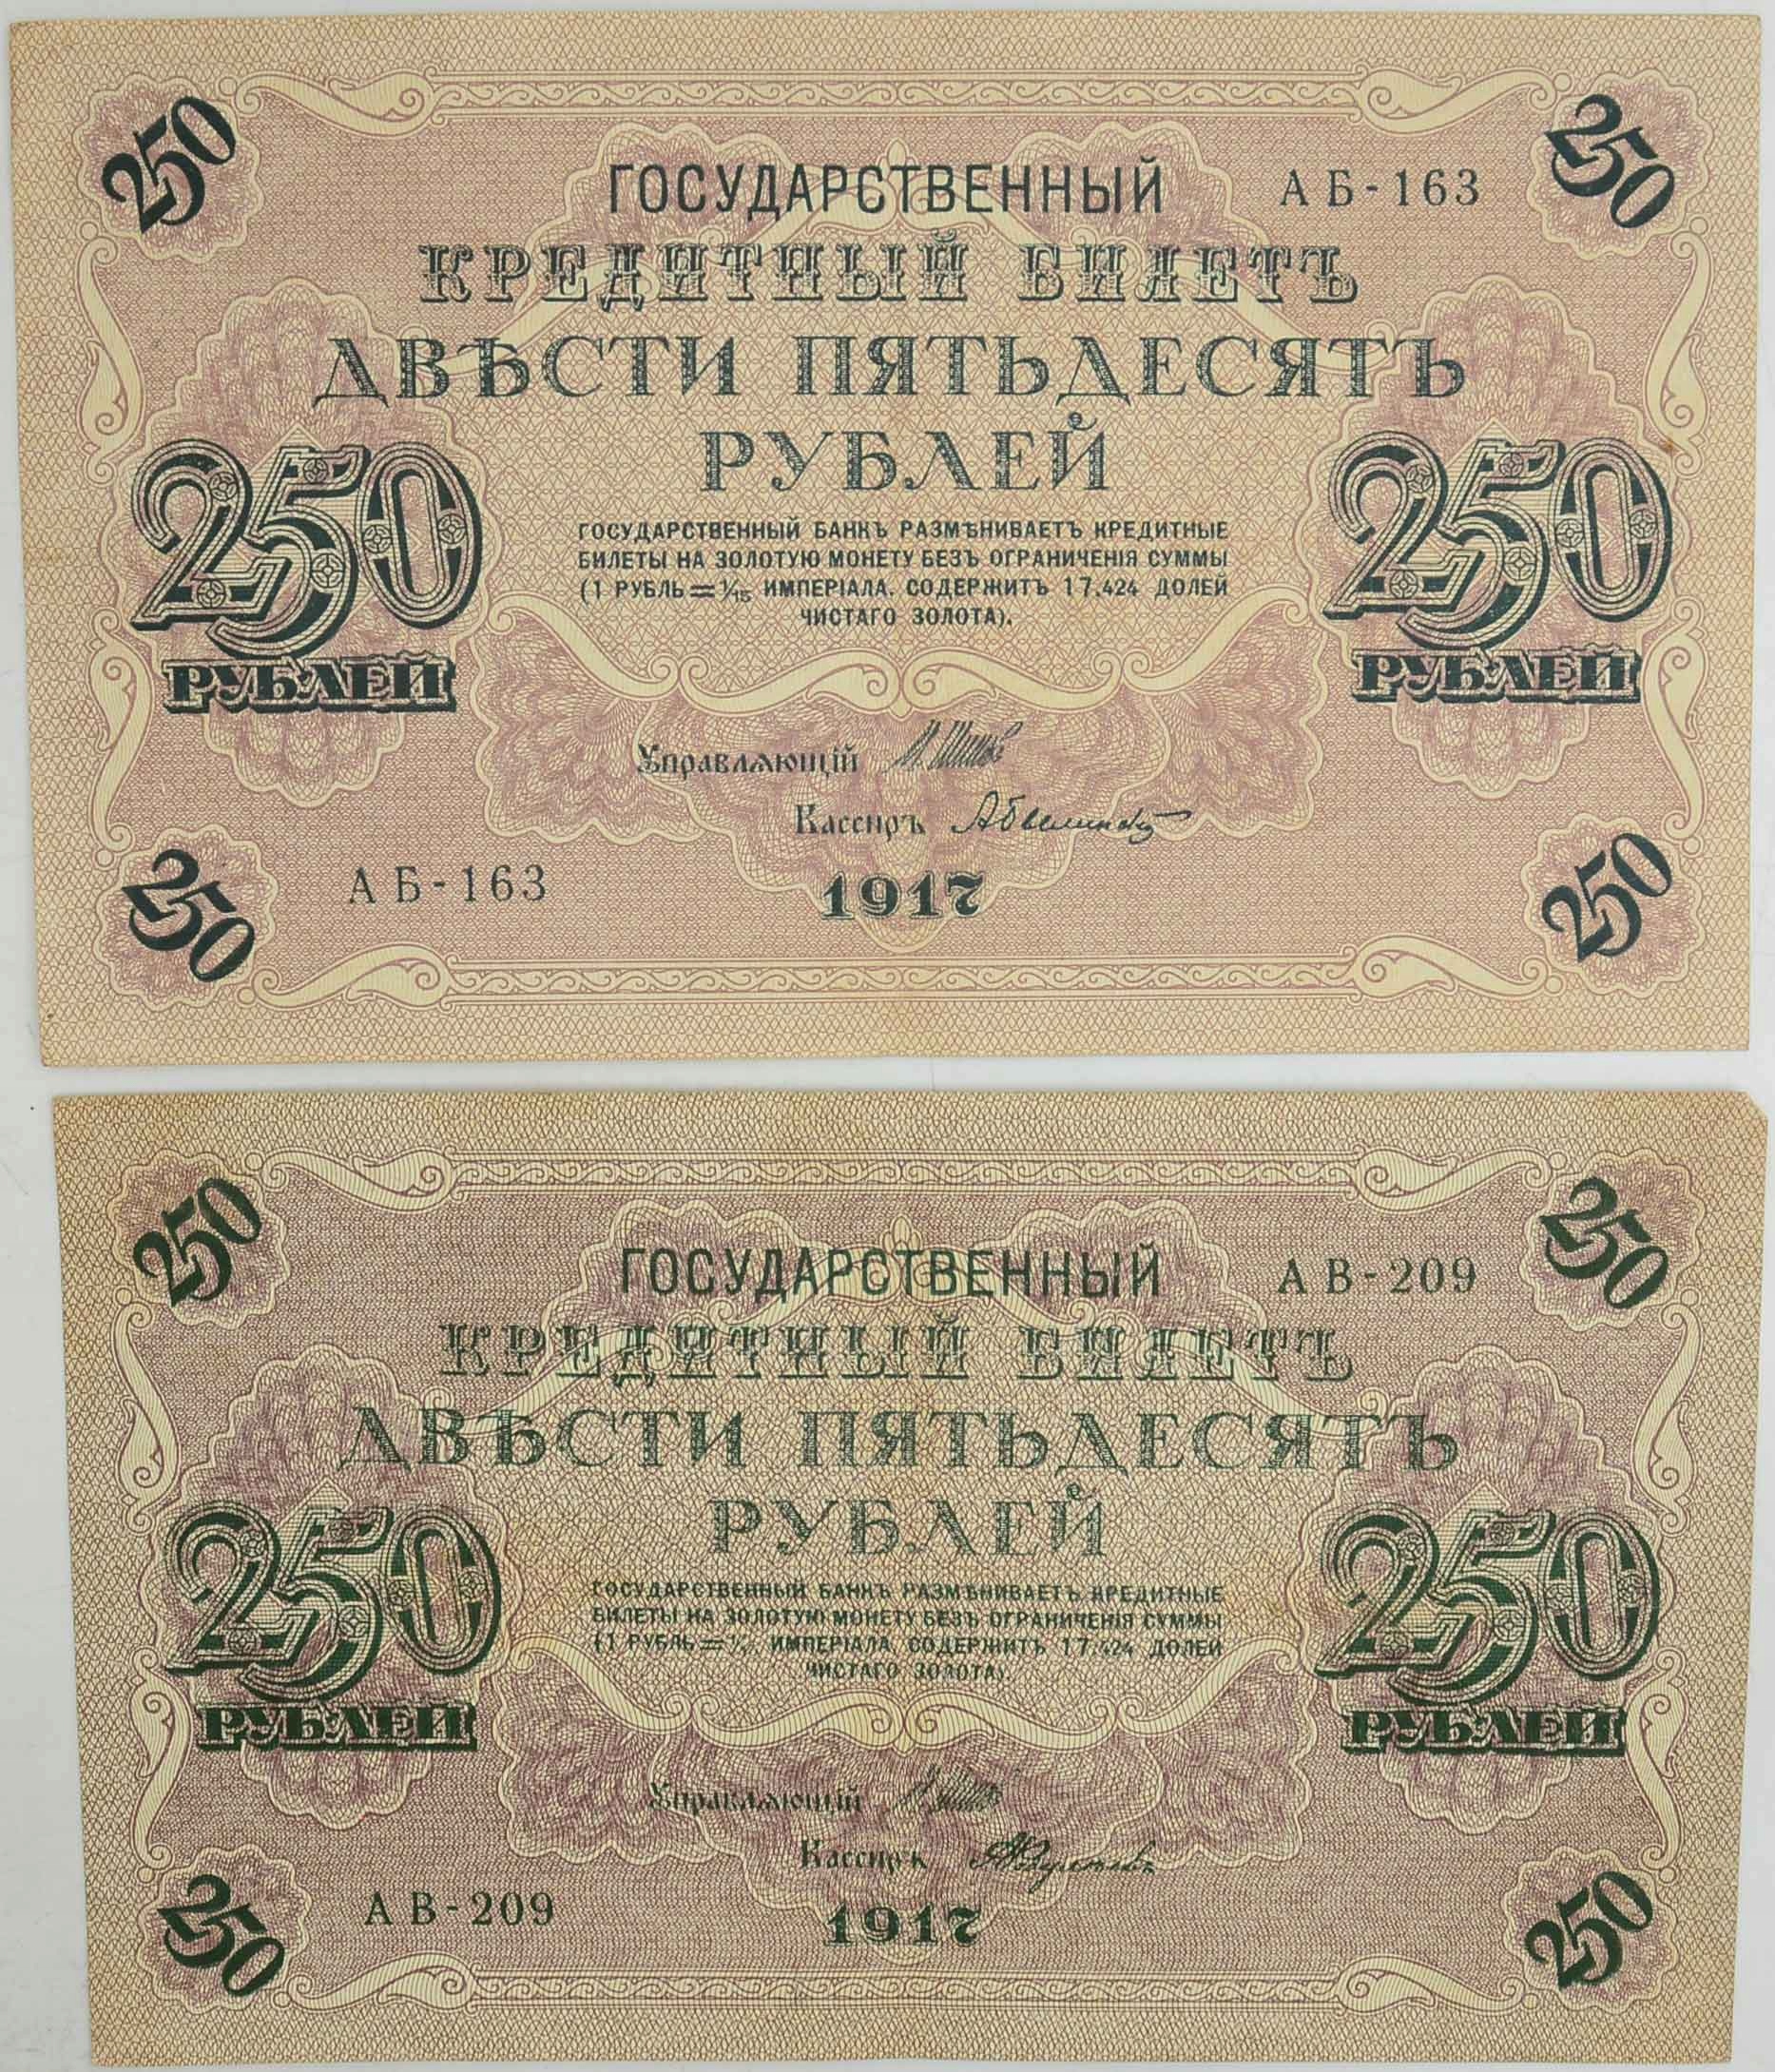 250
250
ГОСУДАРСТВЕННЫЙ АБ-163
КРЕДИТНЫЙ БИЛЕТЪ
ДВѢСТИ ПЯТЬДЕСЯТЪ
РУБЛЕЙ
250
РУБЛЕЙ
250
РУБЛЕЙ
ГОСУДАРСТВЕННЫЙ БАНКЪ РАЗМѢНИВАЕТЪ КРЕДИТНЫЕ
БИЛЕТЫ НА ЗОЛОТУЮ МОНЕТУ БЕЗЪ ОГРАНИЧЕНІЯ СУММЫ
(1 РУБЛЬ = 1/15 ИМПЕРІАЛА, СОДЕРЖИТЪ 17,424 ДОЛЕЙ
ЧИСТАГО ЗОЛОТА).
Управляющій
Кассиръ
АБ-163
1917
250
250
250
250
ГОСУДАРСТВЕННЫЙ АВ-209
КРЕДИТНЫЙ БИЛЕТЪ
ДВѢСТИ ПЯТЬДЕСЯТЪ
РУБЛЕЙ
250
РУБЛЕЙ
250
РУБЛЕЙ
ГОСУДАРСТВЕННЫЙ БАНКЪ РАЗМѢНИВАЕТЪ КРЕДИТНЫЕ
БИЛЕТЫ НА ЗОЛОТУЮ МОНЕТУ БЕЗЪ ОГРАНИЧЕНІЯ СУММЫ
(1 РУБЛЬ = 1/15 ИМПЕРІАЛА, СОДЕРЖИТЪ 17,424 ДОЛЕЙ
ЧИСТАГО ЗОЛОТА).
Управляющій
Кассиръ
АВ-209
1917
250
250